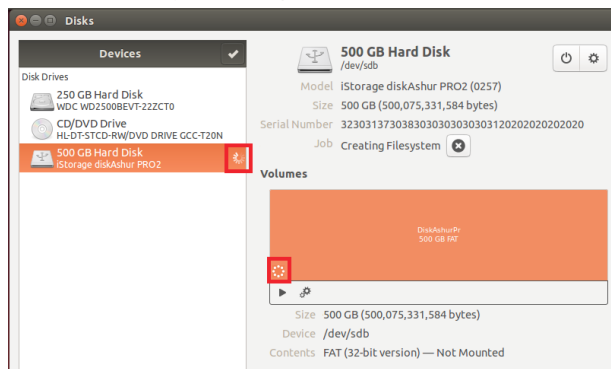 Disks
Devices
Disk Drives
250 GB Hard Disk
WDC WD2500BEVT-22ZCT0
CD/DVD Drive
HL-DT-STCD-RW/DVD DRIVE GCC-T20N
500 GB Hard Disk
iStorage diskAshur PRO2
500 GB Hard Disk
/dev/sdb
Model iStorage diskAshur PRO2 (0257)
Size 500 GB (500,075,331,584 bytes)
Serial Number 32303137303830303030303031202020202020
Job Creating Filesystem
Volumes
DiskAshurPr
500 GB FAT
Size 500 GB (500,075,331,584 bytes)
Device /dev/sdb
Contents FAT (32-bit version) — Not Mounted